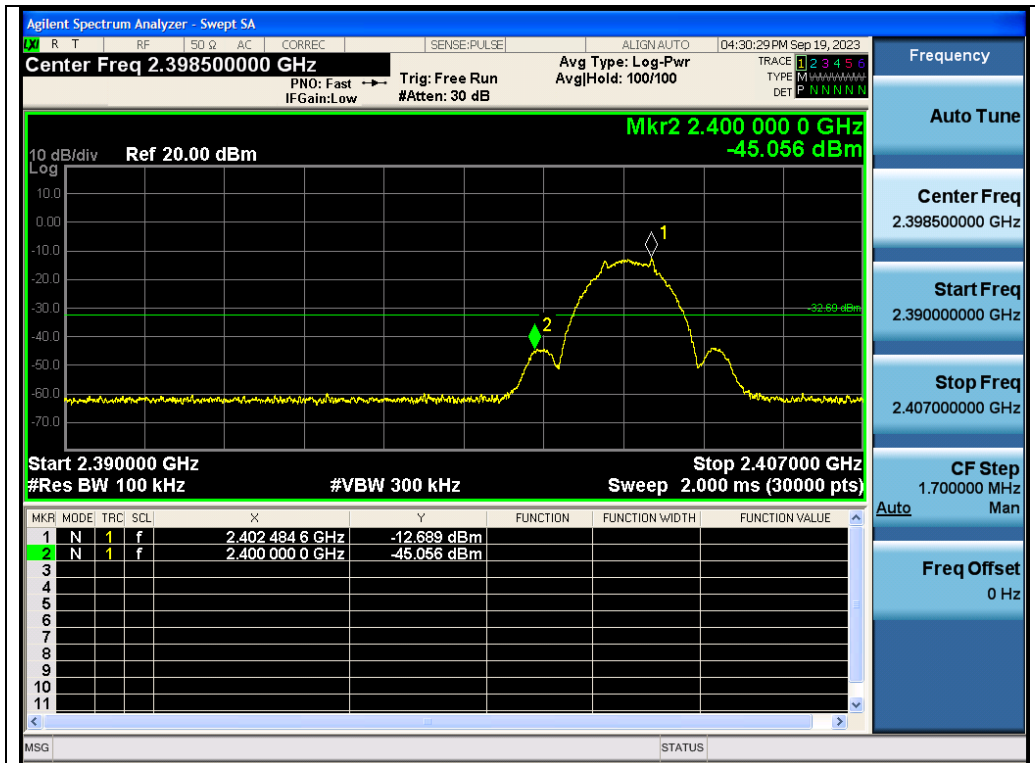 Agilent Spectrum Analyzer - Swept SA
LXI R T RF 50 Ω AC CORREC SENSE:PULSE ALIGN AUTO 04:30:29 PM Sep 19, 2023
Center Freq 2.398500000 GHz
PNO: Fast
IFGain:Low
Trig: Free Run
#Atten: 30 dB
Avg Type: Log-Pwr
Avg|Hold: 100/100
TRACE 1 2 3 4 5 6
TYPE M
DET P N N N N N
Mkr2 2.400 000 0 GHz
-45.056 dBm
10 dB/div Ref 20.00 dBm
Log
10.0
0.00
-10.0
-20.0
-30.0
-40.0
-50.0
-60.0
-70.0
1
2
-32.69 dBm
Start 2.390000 GHz Stop 2.407000 GHz
#Res BW 100 kHz #VBW 300 kHz Sweep 2.000 ms (30000 pts)
MKR MODE TRC SCL X Y FUNCTION FUNCTION WIDTH FUNCTION VALUE
1 N 1 f 2.402 484 6 GHz -12.689 dBm
2 N 1 f 2.400 000 0 GHz -45.056 dBm
3
4
5
6
7
8
9
10
11
MSG STATUS
Frequency
Auto Tune
Center Freq
2.398500000 GHz
Start Freq
2.390000000 GHz
Stop Freq
2.407000000 GHz
CF Step
1.700000 MHz
Auto Man
Freq Offset
0 Hz